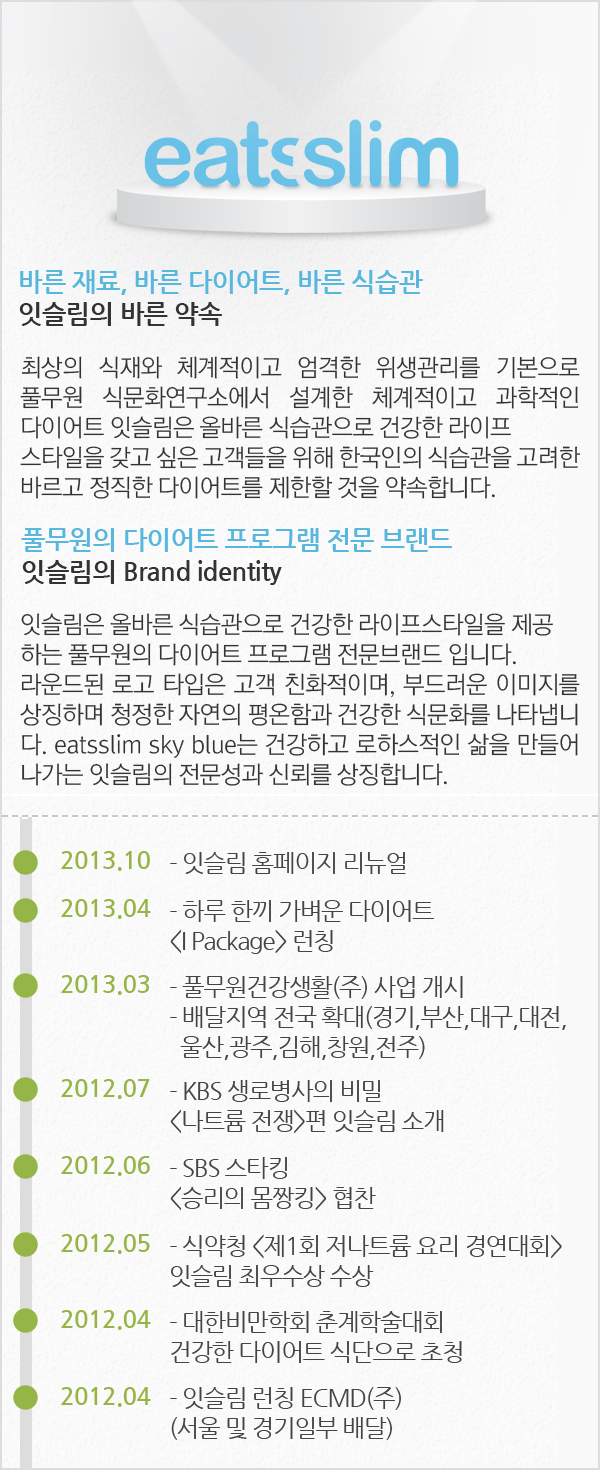 eatsslim
바른 재료, 바른 다이어트, 바른 식습관
잇슬림의 바른 약속
최상의 식재와 체계적이고 엄격한 위생관리를 기본으로
풀무원 식문화연구소에서 설계한 체계적이고 과학적인
다이어트 잇슬림은 올바른 식습관으로 건강한 라이프
스타일을 갖고 싶은 고객들을 위해 한국인의 식습관을 고려한
바르고 정직한 다이어트를 제한할 것을 약속합니다.
풀무원의 다이어트 프로그램 전문 브랜드
잇슬림의 Brand identity
잇슬림은 올바른 식습관으로 건강한 라이프스타일을 제공
하는 풀무원의 다이어트 프로그램 전문브랜드 입니다.
라운드된 로고 타입은 고객 친화적이며, 부드러운 이미지를
상징하며 청정한 자연의 평온함과 건강한 식문화를 나타냅니
다. eatsslim sky blue는 건강하고 로하스적인 삶을 만들어
나가는 잇슬림의 전문성과 신뢰를 상징합니다.
2013.10 - 잇슬림 홈페이지 리뉴얼
2013.04 - 하루 한끼 가벼운 다이어트
<I Package> 런칭
2013.03 - 풀무원건강생활(주) 사업 개시
- 배달지역 전국 확대(경기,부산,대구,대전,
울산,광주,김해,창원,전주)
2012.07 - KBS 생로병사의 비밀
<나트륨 전쟁>편 잇슬림 소개
2012.06 - SBS 스타킹
<승리의 몸짱킹> 협찬
2012.05 - 식약청 <제1회 저나트륨 요리 경연대회>
잇슬림 최우수상 수상
2012.04 - 대한비만학회 춘계학술대회
건강한 다이어트 식단으로 초청
2012.04 - 잇슬림 런칭 ECMD(주)
(서울 및 경기일부 배달)